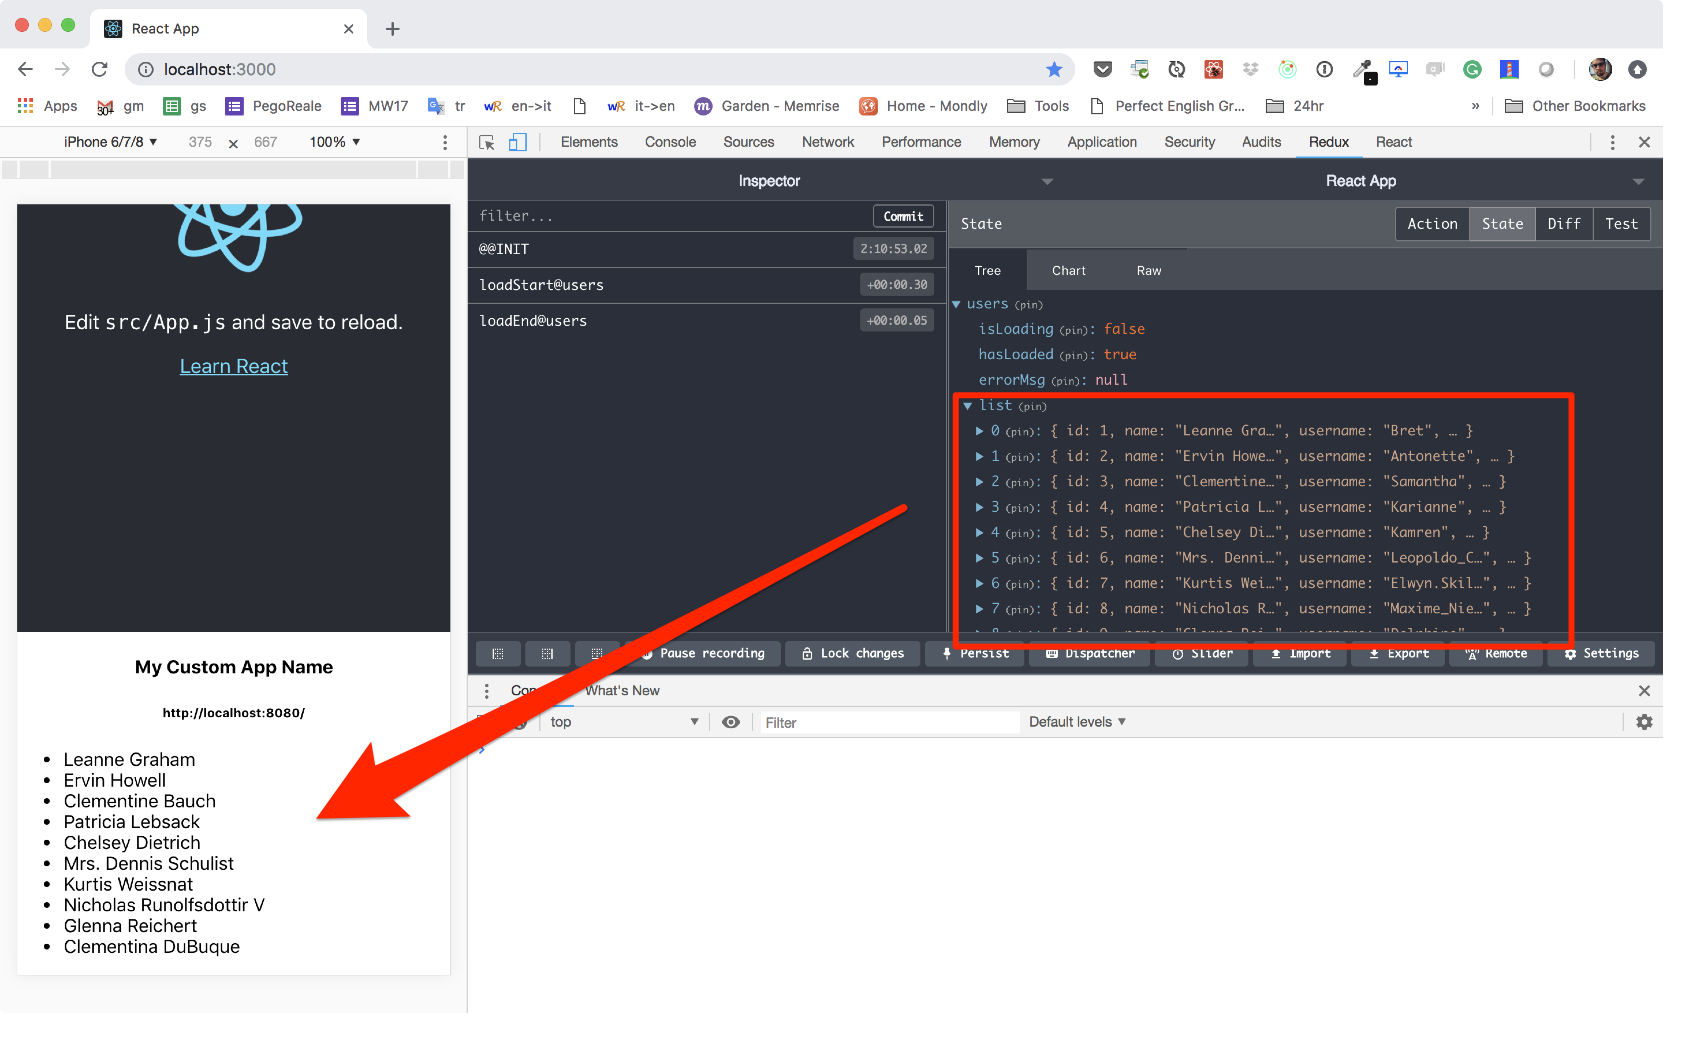 React App
localhost:3000
Apps 30+ gm gs PegoReale MW17 tr wR en->it wR it->en m Garden - Memrise Home - Mondly Tools Perfect English Gr... 24hr » Other Bookmarks
iPhone 6/7/8 ▼ 375 x 667 100% ▼
Elements Console Sources Network Performance Memory Application Security Audits Redux React
Inspector React App
filter... Commit
@@INIT 2:10:53.02
loadStart@users +00:00.30
loadEnd@users +00:00.05
State Action State Diff Test
Tree Chart Raw
users (pin)
isLoading (pin): false
hasLoaded (pin): true
errorMsg (pin): null
list (pin)
0 (pin): { id: 1, name: "Leanne Gra…", username: "Bret", … }
1 (pin): { id: 2, name: "Ervin Howe…", username: "Antonette", … }
2 (pin): { id: 3, name: "Clementine…", username: "Samantha", … }
3 (pin): { id: 4, name: "Patricia L…", username: "Karianne", … }
4 (pin): { id: 5, name: "Chelsey Di…", username: "Kamren", … }
5 (pin): { id: 6, name: "Mrs. Denni…", username: "Leopoldo_C…", … }
6 (pin): { id: 7, name: "Kurtis Wei…", username: "Elwyn.Skil…", … }
7 (pin): { id: 8, name: "Nicholas R…", username: "Maxime_Nie…", … }
Pause recording Lock changes Persist Dispatcher Slider Import Export Remote Settings
What's New
top Filter Default levels ▼
Edit src/App.js and save to reload.
Learn React
My Custom App Name
http://localhost:8080/
• Leanne Graham
• Ervin Howell
• Clementine Bauch
• Patricia Lebsack
• Chelsey Dietrich
• Mrs. Dennis Schulist
• Kurtis Weissnat
• Nicholas Runolfsdottir V
• Glenna Reichert
• Clementina DuBuque